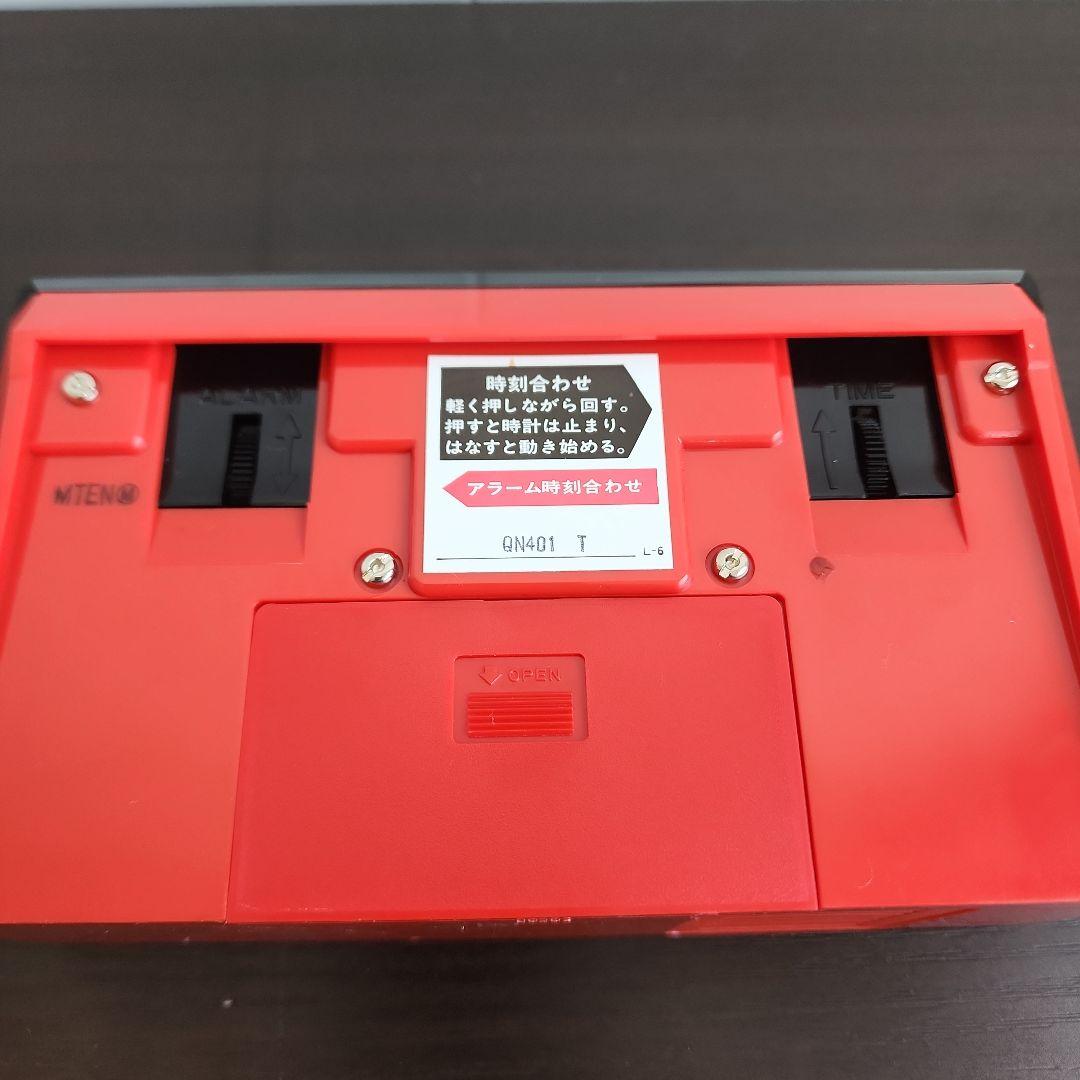 ALARM
時刻合わせ
軽く押しながら回す。
押すと時計は止まり、
はなすと動き始める。
アラーム時刻合わせ
QN401 T
L-6
TIME
MTENⓂ
OPEN